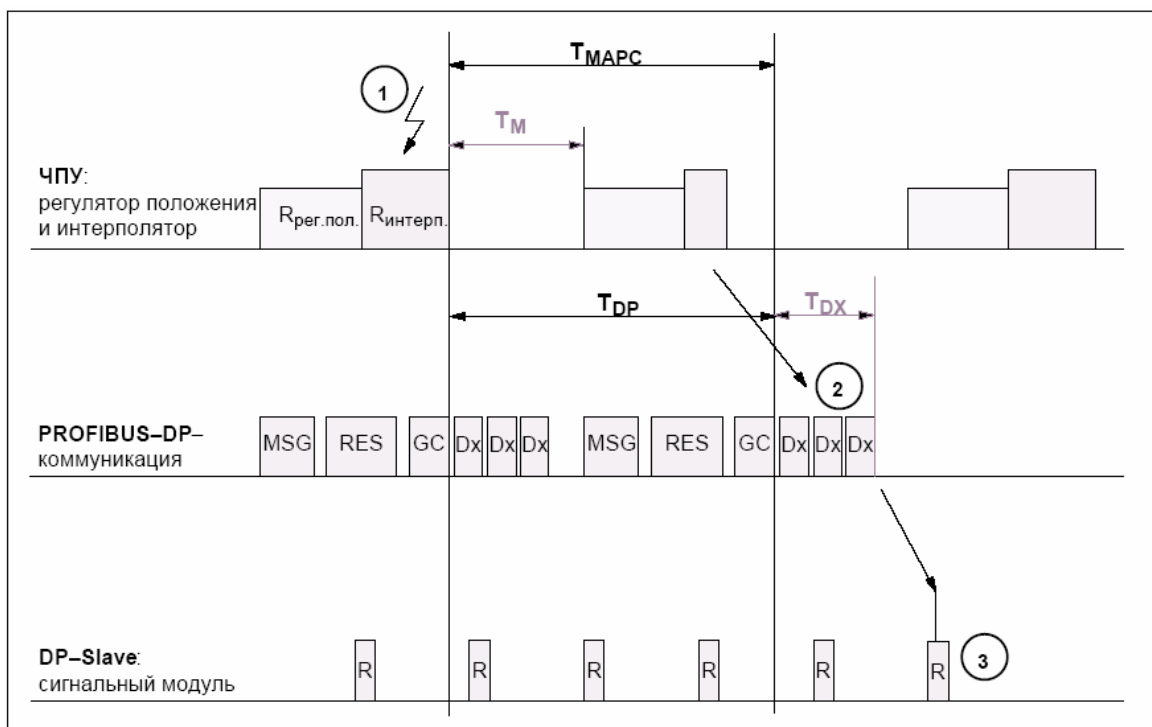 T_MAPC
1
T_M
ЧПУ:
регулятор положения
и интерполятор
R_рег.пол.
R_интерп.
T_DP
T_DX
2
PROFIBUS–DP–
коммуникация
MSG RES GC Dx Dx Dx MSG RES GC Dx Dx Dx
DP–Slave:
сигнальный модуль
R R R R R R
3